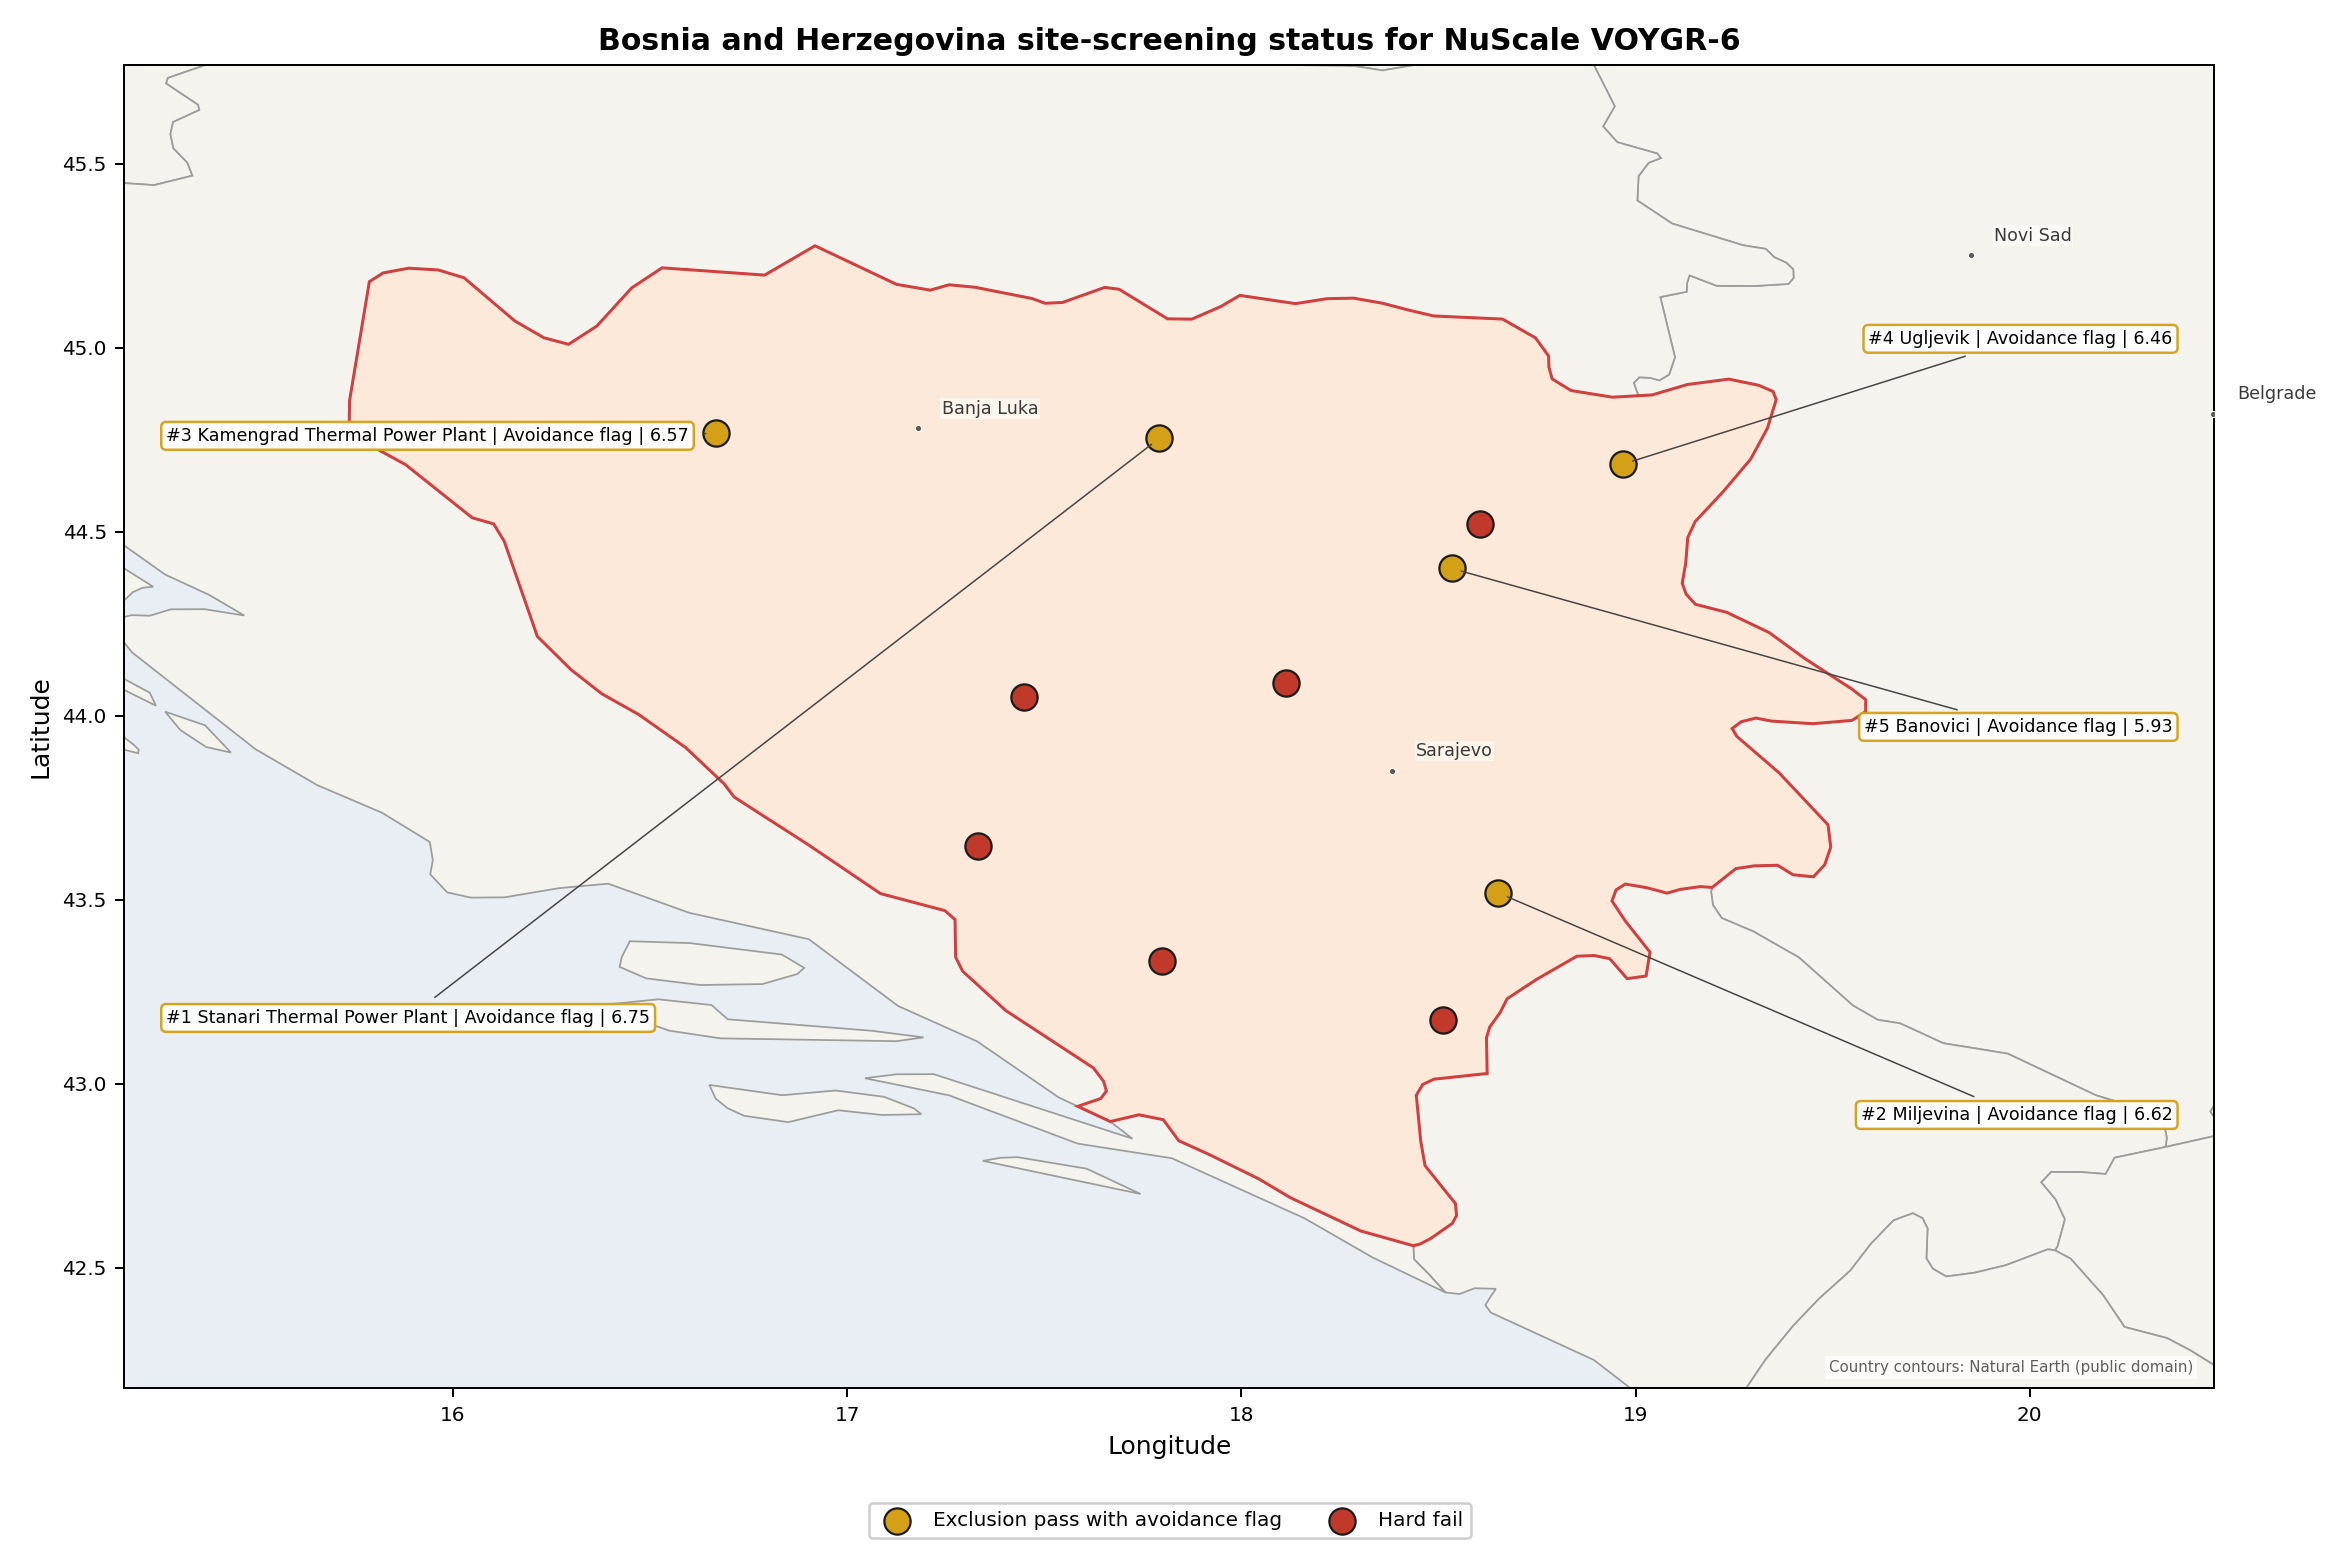 Bosnia and Herzegovina site-screening status for NuScale VOYGR-6
Latitude
45.5
45.0
44.5
44.0
43.5
43.0
42.5
Novi Sad
#4 Ugljevik | Avoidance flag | 6.46
Belgrade
Banja Luka
#3 Kamengrad Thermal Power Plant | Avoidance flag | 6.57
#5 Banovici | Avoidance flag | 5.93
Sarajevo
#1 Stanari Thermal Power Plant | Avoidance flag | 6.75
#2 Miljevina | Avoidance flag | 6.62
Country contours: Natural Earth (public domain)
16
17
18
19
20
Longitude
Exclusion pass with avoidance flag
Hard fail